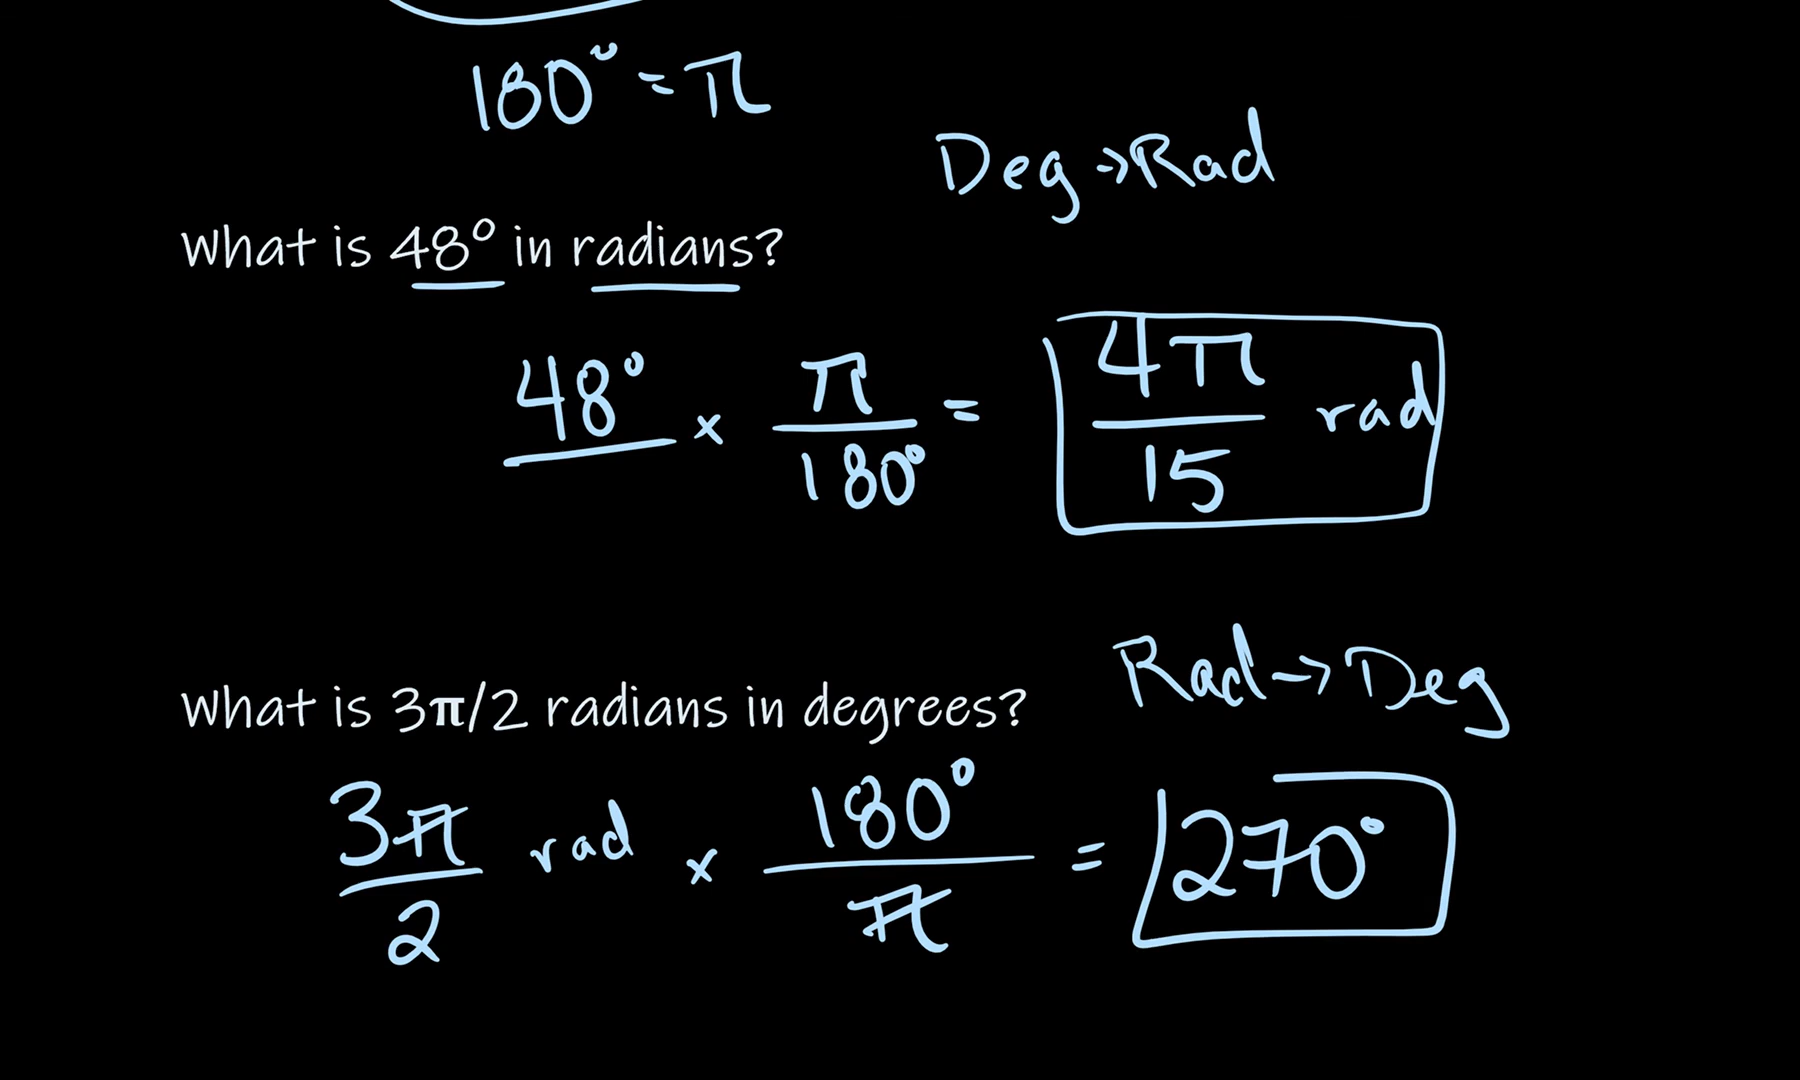 180° = π
Deg → Rad
What is 48° in radians?
48° x π/180° = 4π/15 rad
Rad → Deg
What is 3π/2 radians in degrees?
3π/2 rad x 180°/π = 270°